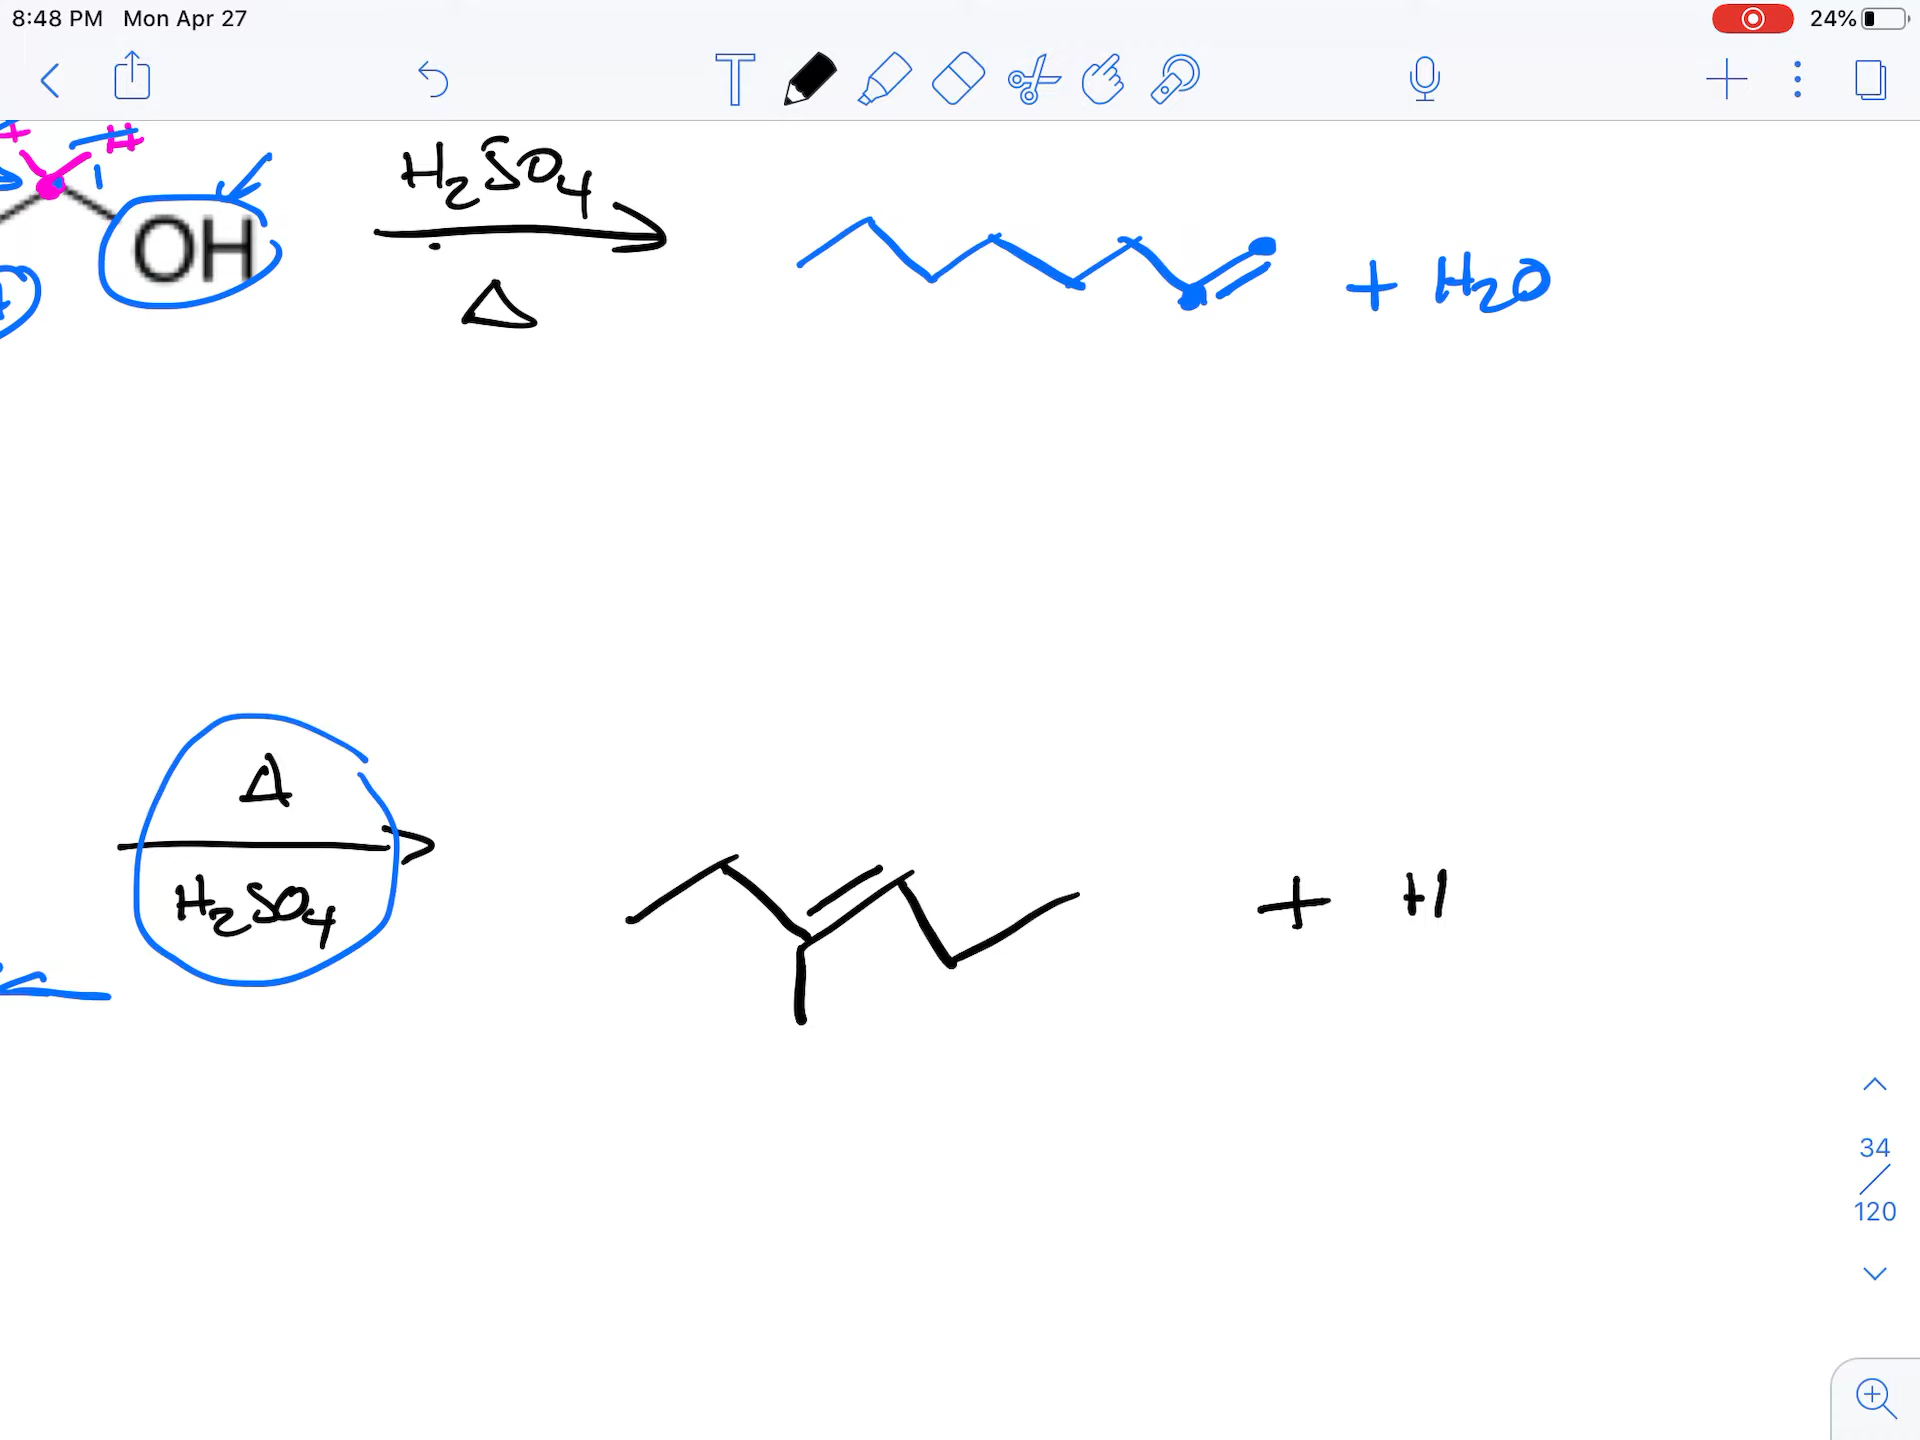 8:48 PM Mon Apr 27
24%
T
H
OH
H₂SO₄
Δ
+ H₂O
Δ
H₂SO₄
+ H
34
/
120